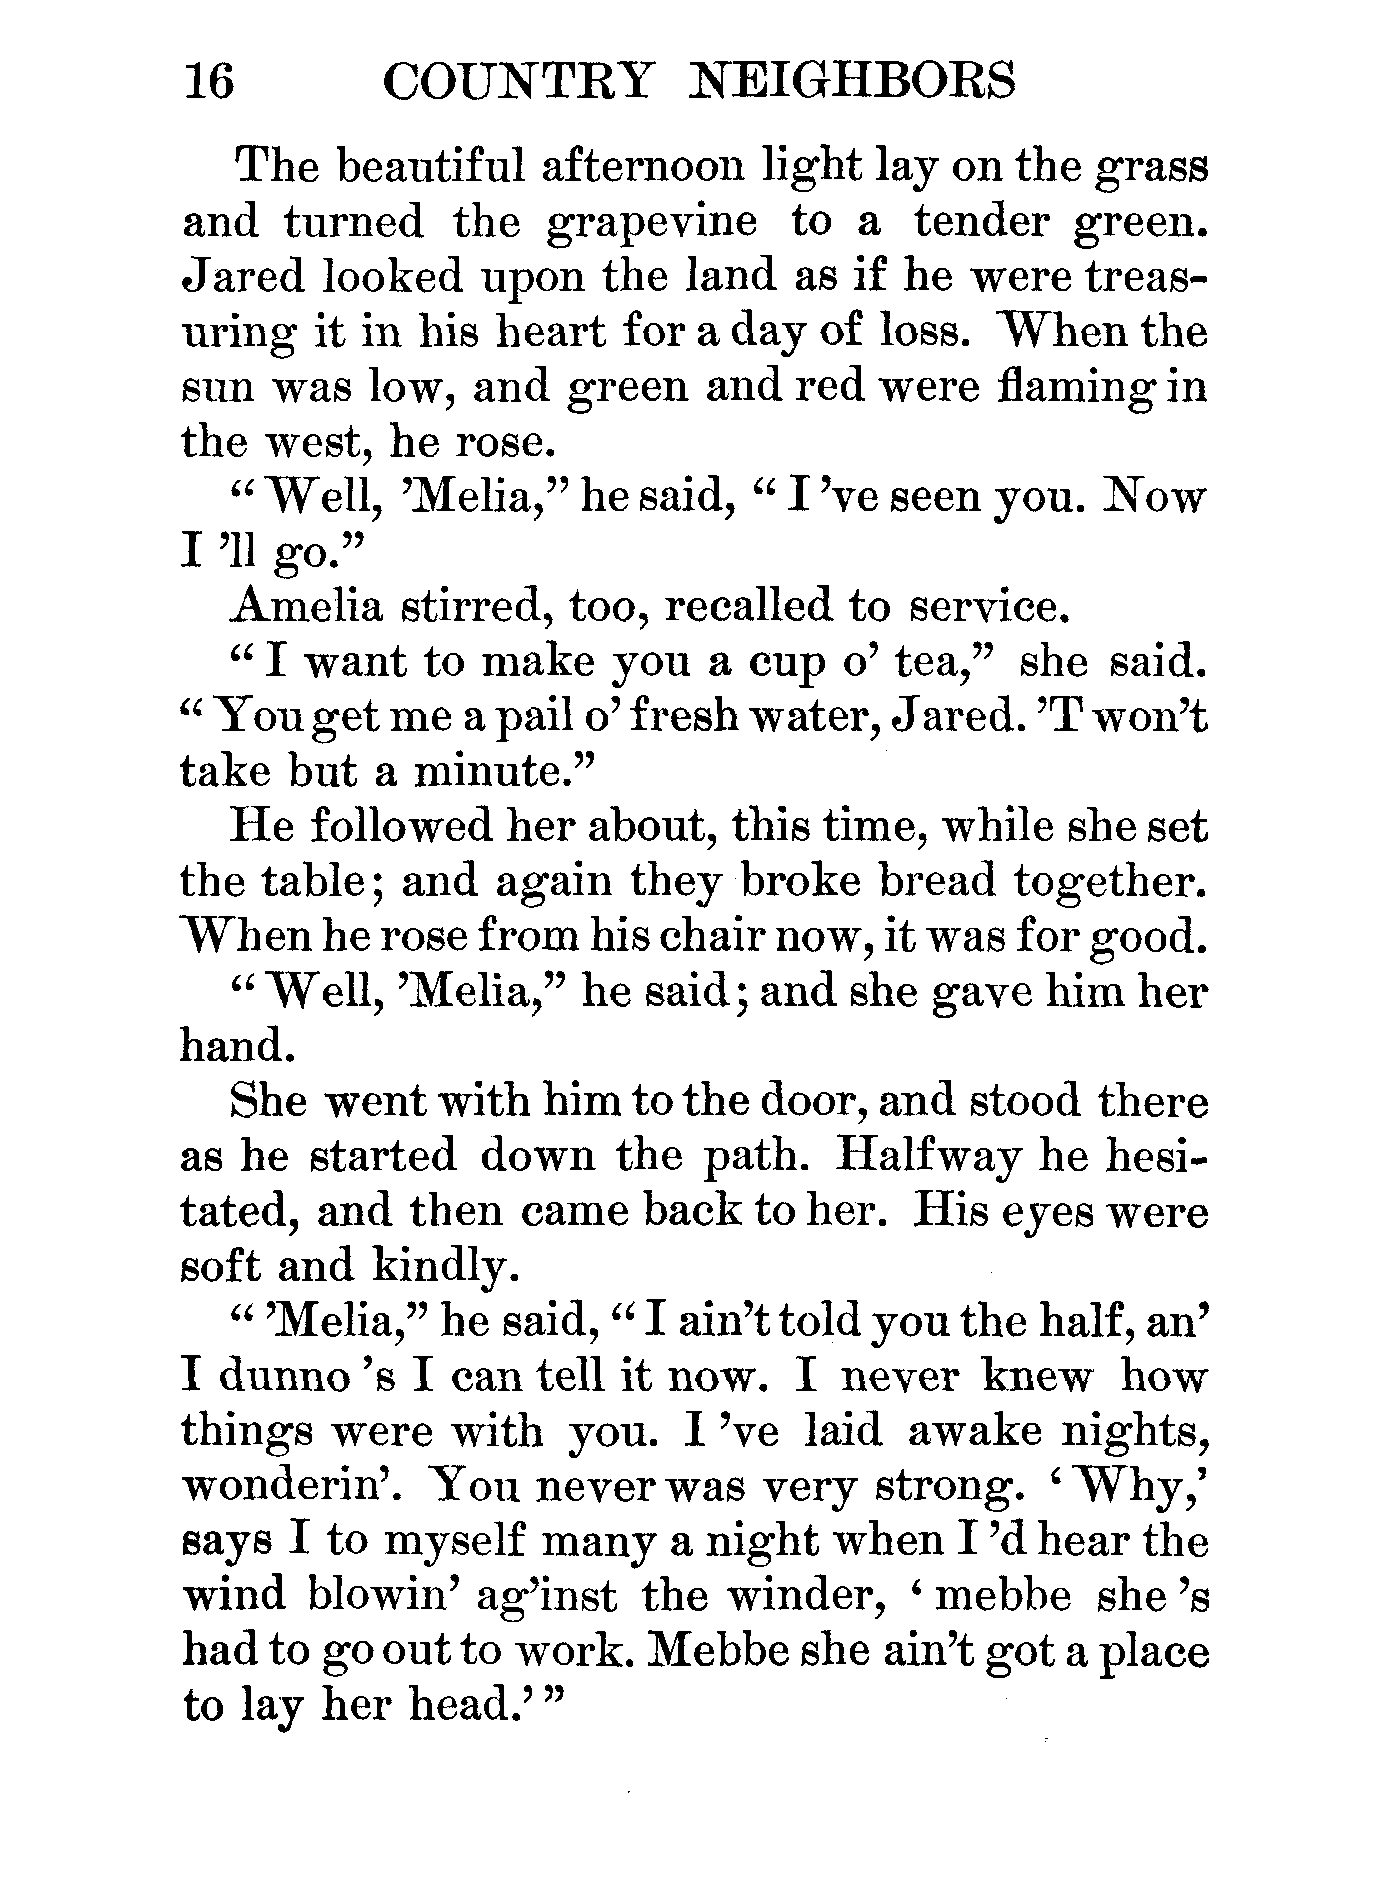 16 COUNTRY NEIGHBORS
The beautiful afternoon light lay on the grass
and turned the grapevine to a tender green.
Jared looked upon the land as if he were treas-
uring it in his heart for a day of loss. When the
sun was low, and green and red were flaming in
the west, he rose.
“Well, ’Melia,” he said, “I ’ve seen you. Now
I ’ll go.”
Amelia stirred, too, recalled to service.
“I want to make you a cup o’ tea,” she said.
“You get me a pail o’ fresh water, Jared. ’T won’t
take but a minute.”
He followed her about, this time, while she set
the table; and again they broke bread together.
When he rose from his chair now, it was for good.
“Well, ’Melia,” he said; and she gave him her
hand.
She went with him to the door, and stood there
as he started down the path. Halfway he hesi-
tated, and then came back to her. His eyes were
soft and kindly.
“’Melia,” he said, “I ain’t told you the half, an’
I dunno ’s I can tell it now. I never knew how
things were with you. I ’ve laid awake nights,
wonderin’. You never was very strong. ‘Why,’
says I to myself many a night when I ’d hear the
wind blowin’ ag’inst the winder, ‘mebbe she ’s
had to go out to work. Mebbe she ain’t got a place
to lay her head.’”